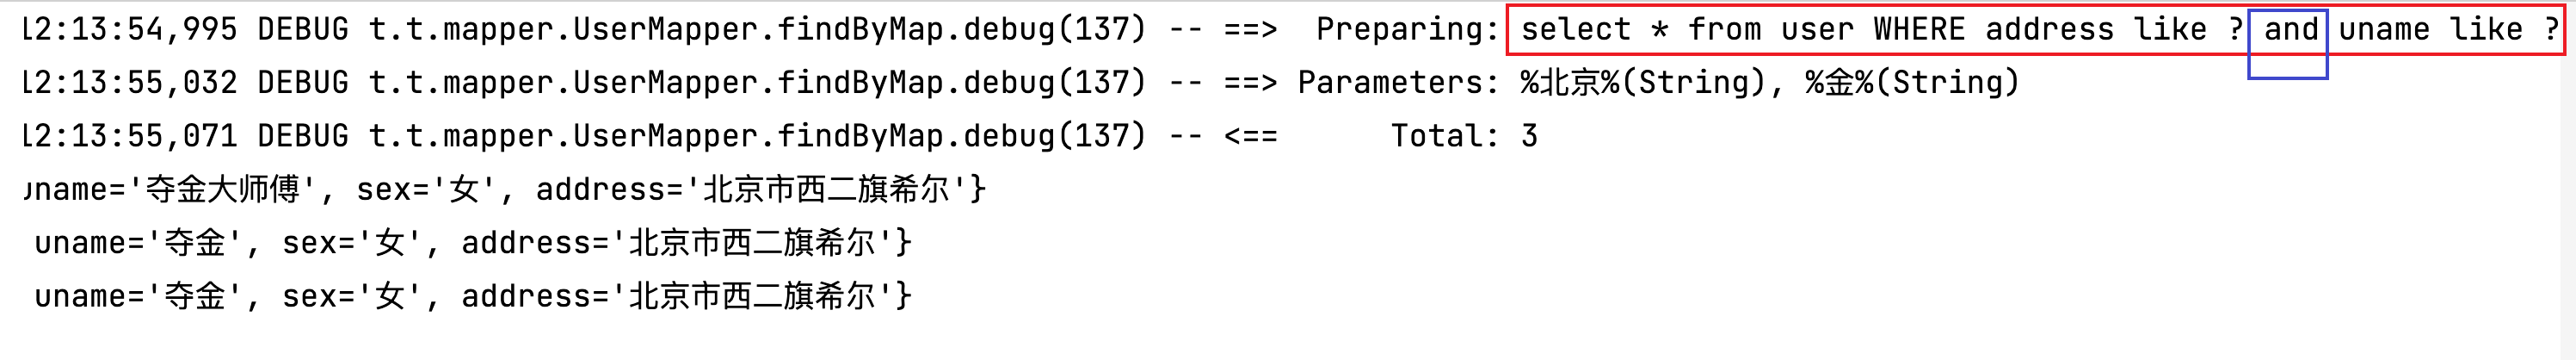 12:13:54,995 DEBUG t.t.mapper.UserMapper.findByMap.debug(137) -- ==>  Preparing: select * from user WHERE address like ? and uname like ?
12:13:55,032 DEBUG t.t.mapper.UserMapper.findByMap.debug(137) -- ==> Parameters: %北京%(String), %金%(String)
12:13:55,071 DEBUG t.t.mapper.UserMapper.findByMap.debug(137) -- <==      Total: 3
uname='夺金大师傅', sex='女', address='北京市西二旗希尔'}
uname='夺金', sex='女', address='北京市西二旗希尔'}
uname='夺金', sex='女', address='北京市西二旗希尔'}